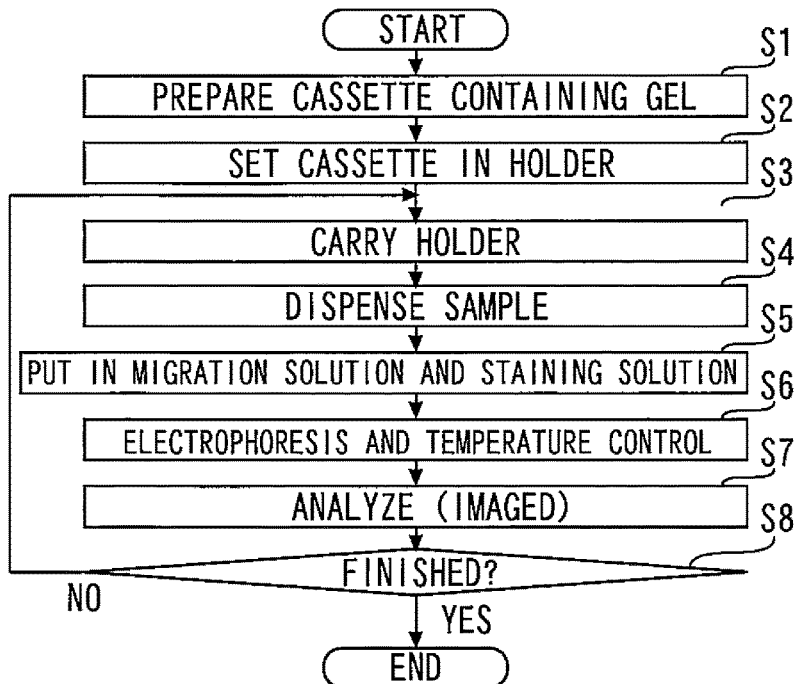 START
S1
PREPARE CASSETTE CONTAINING GEL
S2
SET CASSETTE IN HOLDER
S3
CARRY HOLDER
S4
DISPENSE SAMPLE
S5
PUT IN MIGRATION SOLUTION AND STAINING SOLUTION
S6
ELECTROPHORESIS AND TEMPERATURE CONTROL
S7
ANALYZE (IMAGED)
S8
FINISHED?
NO
YES
END